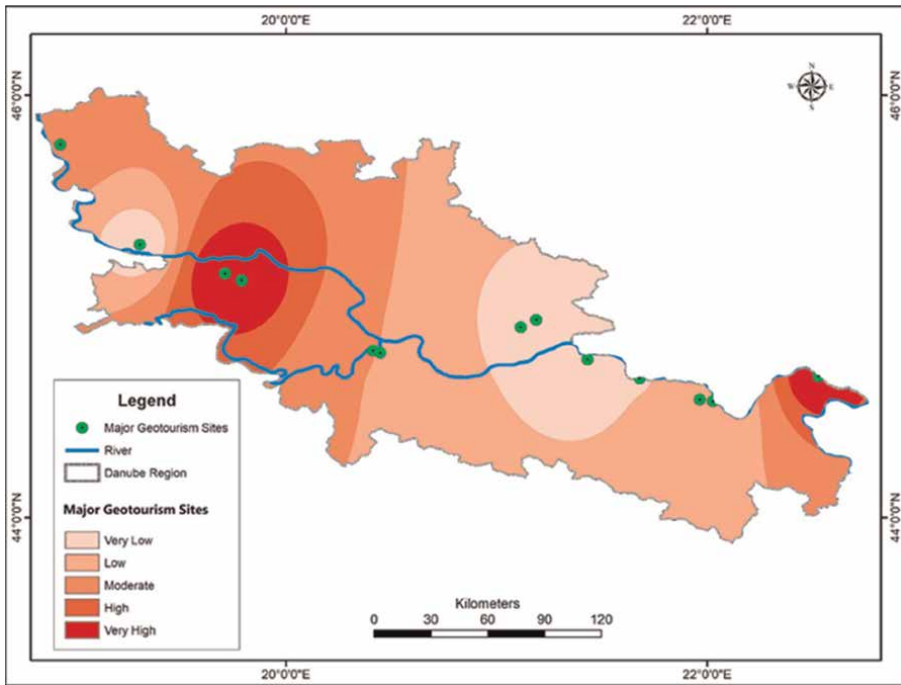 20°0'0"E 22°0'0"E
N
W E
S
46°0'0"N 46°0'0"N
Legend
Major Geotourism Sites
River
Danube Region
Major Geotourism Sites
Very Low
Low
Moderate
High
Very High
44°0'0"N 44°0'0"N
Kilometers
0 30 60 90 120
20°0'0"E 22°0'0"E